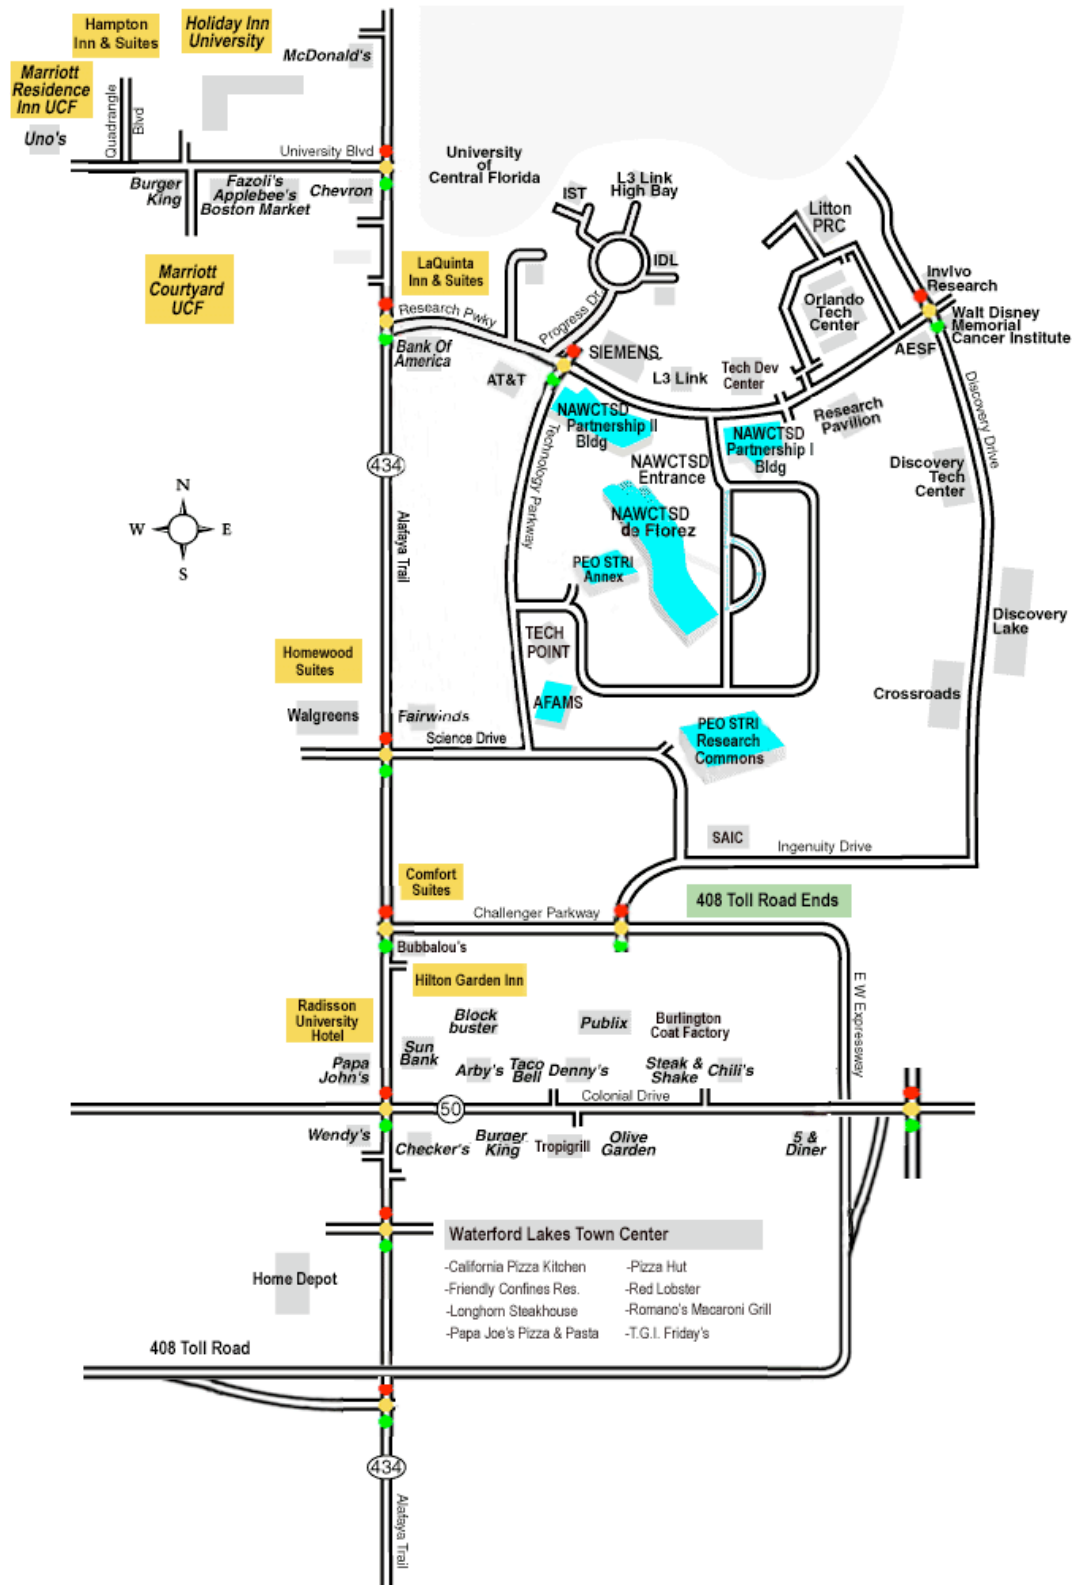 Hampton
Inn & Suites
Holiday Inn
University
McDonald's
Marriott
Residence
Inn UCF
Uno's
Quadrangle
Blvd
University Blvd
Burger
King
Fazoli's
Applebee's
Boston Market
Chevron
University
of
Central Florida
IST
L3 Link
High Bay
IDL
Litton
PRC
Marriott
Courtyard
UCF
LaQuinta
Inn & Suites
Research Pwky
Progress Dr.
Orlando
Tech
Center
Invivo
Research
Walt Disney
Memorial
Cancer Institute
AESF
Bank Of
America
AT&T
SIEMENS
L3 Link
Tech Dev
Center
Research
Pavilion
Discovery Drive
NAWCTSD
Partnership II
Bldg
NAWCTSD
Partnership I
Bldg
Technology Parkway
NAWCTSD
Entrance
Discovery
Tech
Center
434
Alafaya Trail
N
W
E
S
NAWCTSD
de Florez
PEO STRI
Annex
Discovery
Lake
TECH
POINT
Homewood
Suites
Crossroads
AFAMS
Walgreens
Fairwinds
Science Drive
PEO STRI
Research
Commons
SAIC
Ingenuity Drive
Comfort
Suites
408 Toll Road Ends
Challenger Parkway
Bubbalou's
Hilton Garden Inn
E W Expressway
Radisson
University
Hotel
Block
buster
Publix
Burlington
Coat Factory
Sun
Bank
Papa
John's
Arby's
Taco
Bell
Denny's
Steak &
Shake
Chili's
Colonial Drive
50
Wendy's
Checker's
Burger
King
Tropigrill
Olive
Garden
5 &
Diner
Waterford Lakes Town Center
-California Pizza Kitchen
-Friendly Confines Res.
-Longhorn Steakhouse
-Papa Joe's Pizza & Pasta
-Pizza Hut
-Red Lobster
-Romano's Macaroni Grill
-T.G.I. Friday's
Home Depot
408 Toll Road
434
Alafaya Trail